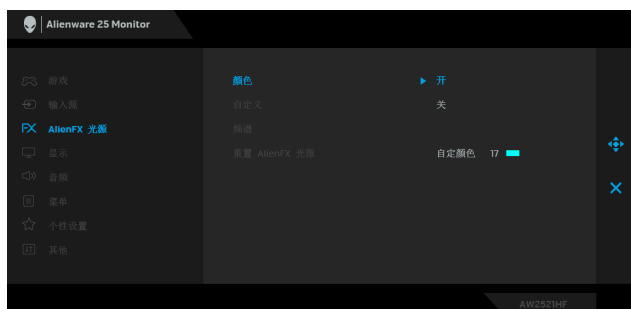 Alienware 25 Monitor
游戏
输入源
AlienFX 光源
显示
音频
菜单
个性设置
其他
颜色
自定义
频谱
重置 AlienFX 光源
开
关
自定颜色 17
AW2521HF